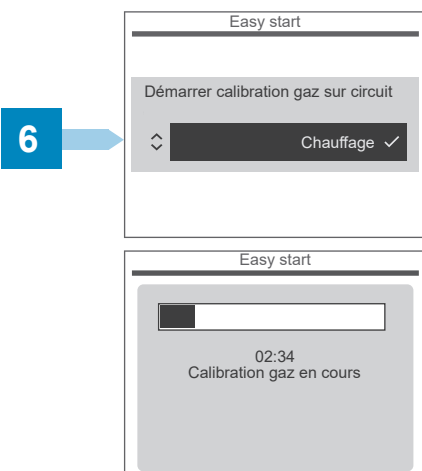 Easy start
Démarrer calibration gaz sur circuit
6
Chauffage
Easy start
02:34
Calibration gaz en cours